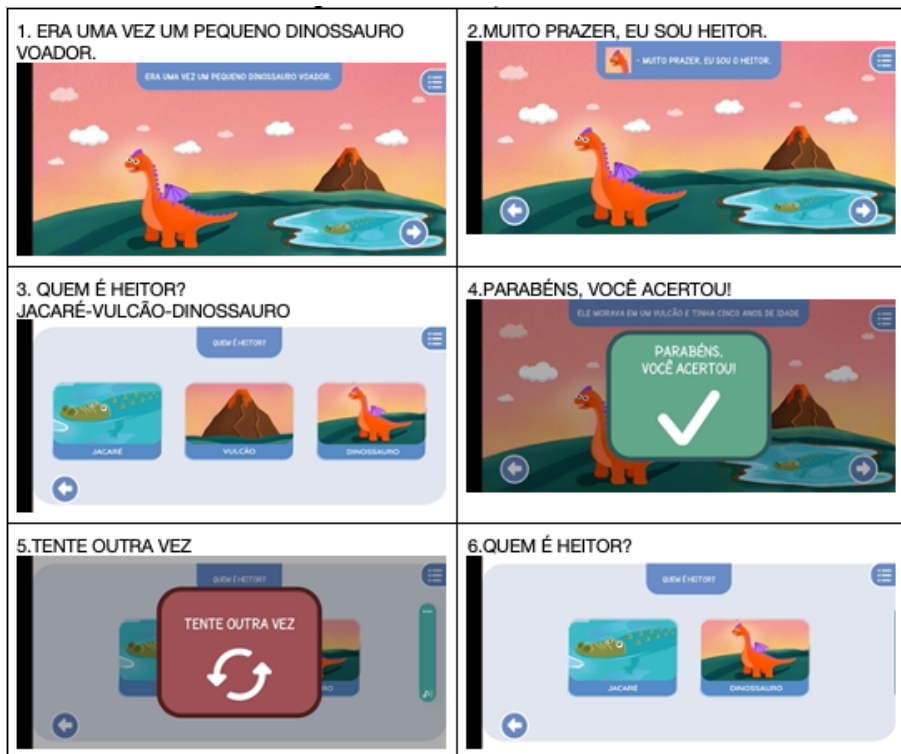 1. ERA UMA VEZ UM PEQUENO DINOSSAURO
VOADOR.
ERA UMA VEZ UM PEQUENO DINOSSAURO VOADOR.
2.MUITO PRAZER, EU SOU HEITOR.
- MUITO PRAZER, EU SOU O HEITOR.
3. QUEM É HEITOR?
JACARÉ-VULCÃO-DINOSSAURO
QUEM É HEITOR?
JACARÉ
VULCÃO
DINOSSAURO
4.PARABÉNS, VOCÊ ACERTOU!
ELE MORAVA EM UM VULCÃO E TINHA CINCO ANOS DE IDADE
PARABÉNS,
VOCÊ ACERTOU!
5.TENTE OUTRA VEZ
QUEM É HEITOR?
TENTE OUTRA VEZ
RO
6.QUEM É HEITOR?
QUEM É HEITOR?
JACARÉ
DINOSSAURO